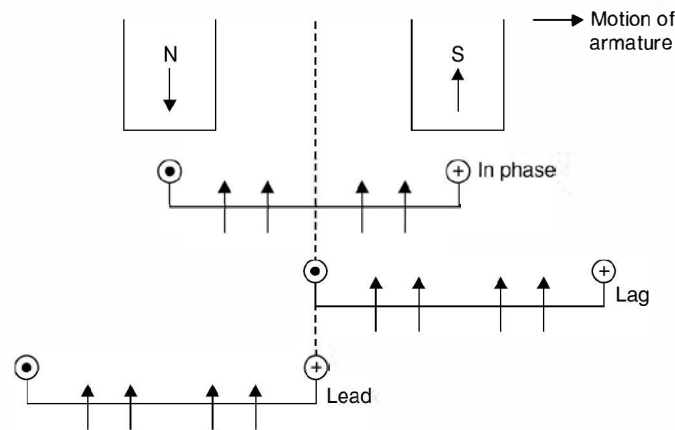 Motion of
armature
N
S
In phase
Lag
Lead